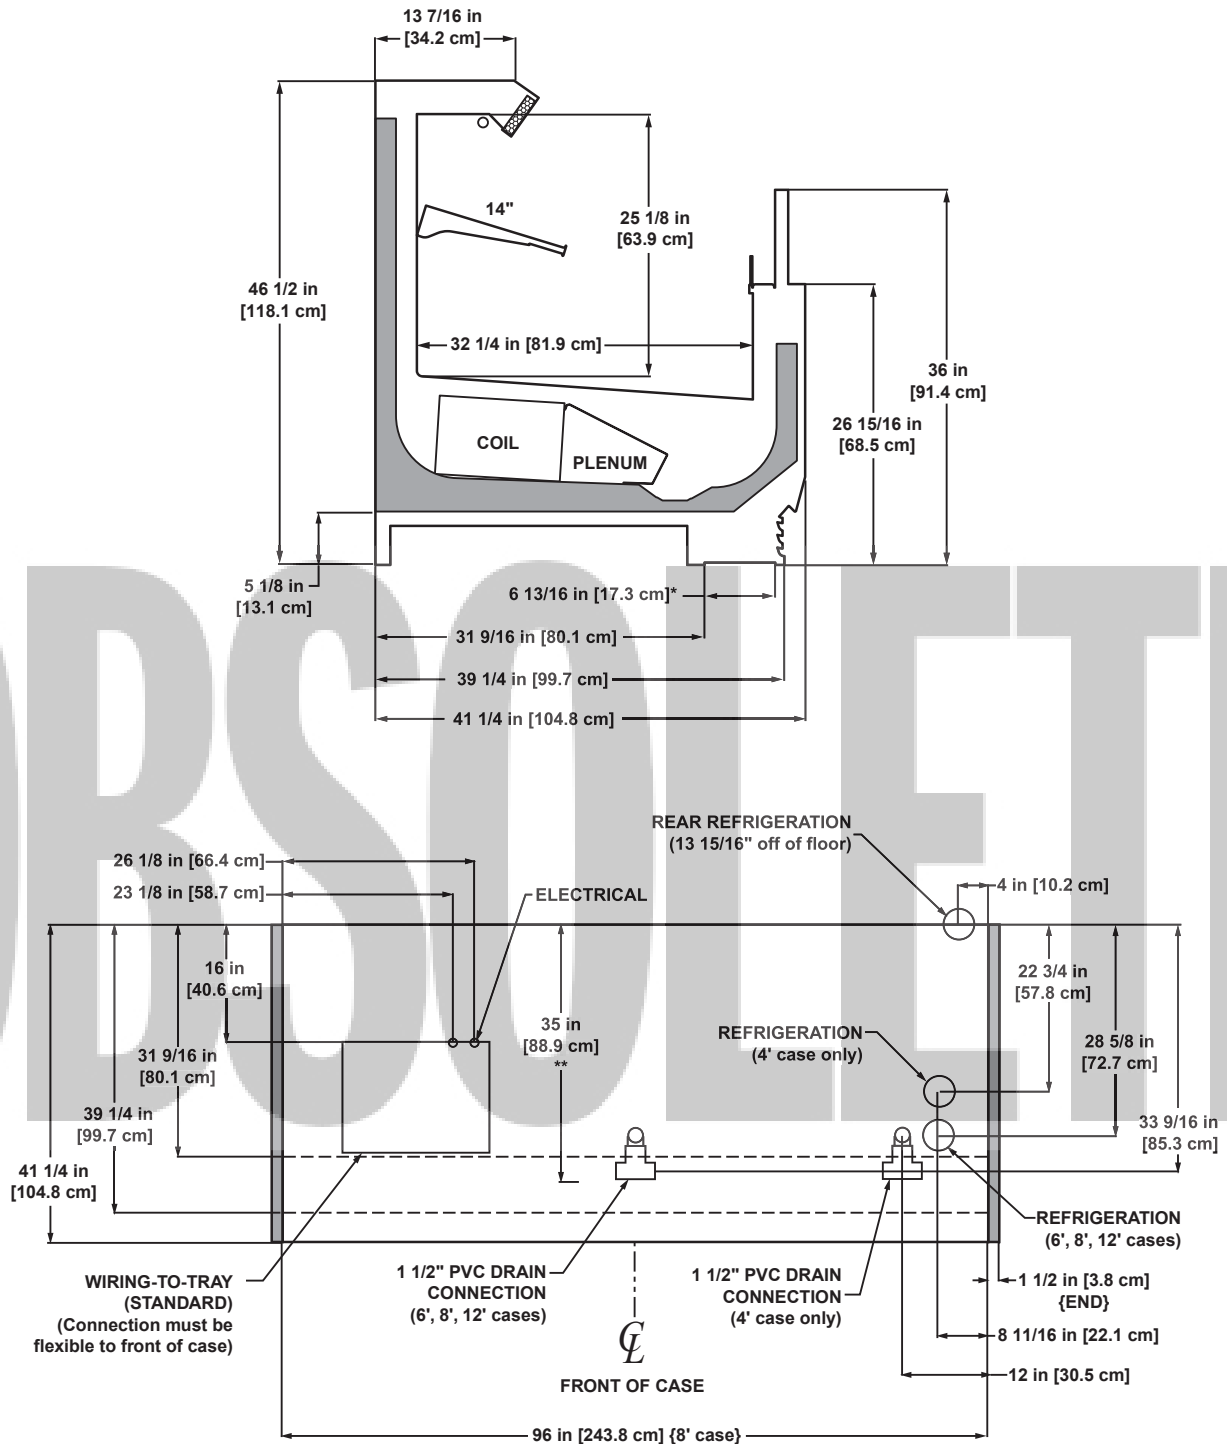 13 7/16 in
[34.2 cm]
14"
25 1/8 in
[63.9 cm]
46 1/2 in
[118.1 cm]
32 1/4 in [81.9 cm]
36 in
[91.4 cm]
26 15/16 in
[68.5 cm]
COIL
PLENUM
5 1/8 in
[13.1 cm]
6 13/16 in [17.3 cm]*
31 9/16 in [80.1 cm]
39 1/4 in [99.7 cm]
41 1/4 in [104.8 cm]
OBSOLETE
REAR REFRIGERATION
(13 15/16" off of floor)
26 1/8 in [66.4 cm]
23 1/8 in [58.7 cm]
ELECTRICAL
4 in [10.2 cm]
16 in
[40.6 cm]
22 3/4 in
[57.8 cm]
35 in
[88.9 cm]
**
REFRIGERATION
(4' case only)
28 5/8 in
[72.7 cm]
31 9/16 in
[80.1 cm]
39 1/4 in
[99.7 cm]
33 9/16 in
[85.3 cm]
41 1/4 in
[104.8 cm]
REFRIGERATION
(6', 8', 12' cases)
WIRING-TO-TRAY
(STANDARD)
(Connection must be
flexible to front of case)
1 1/2" PVC DRAIN
CONNECTION
(6', 8', 12' cases)
1 1/2" PVC DRAIN
CONNECTION
(4' case only)
1 1/2 in [3.8 cm]
{END}
8 11/16 in [22.1 cm]
CL
FRONT OF CASE
12 in [30.5 cm]
96 in [243.8 cm] {8' case}